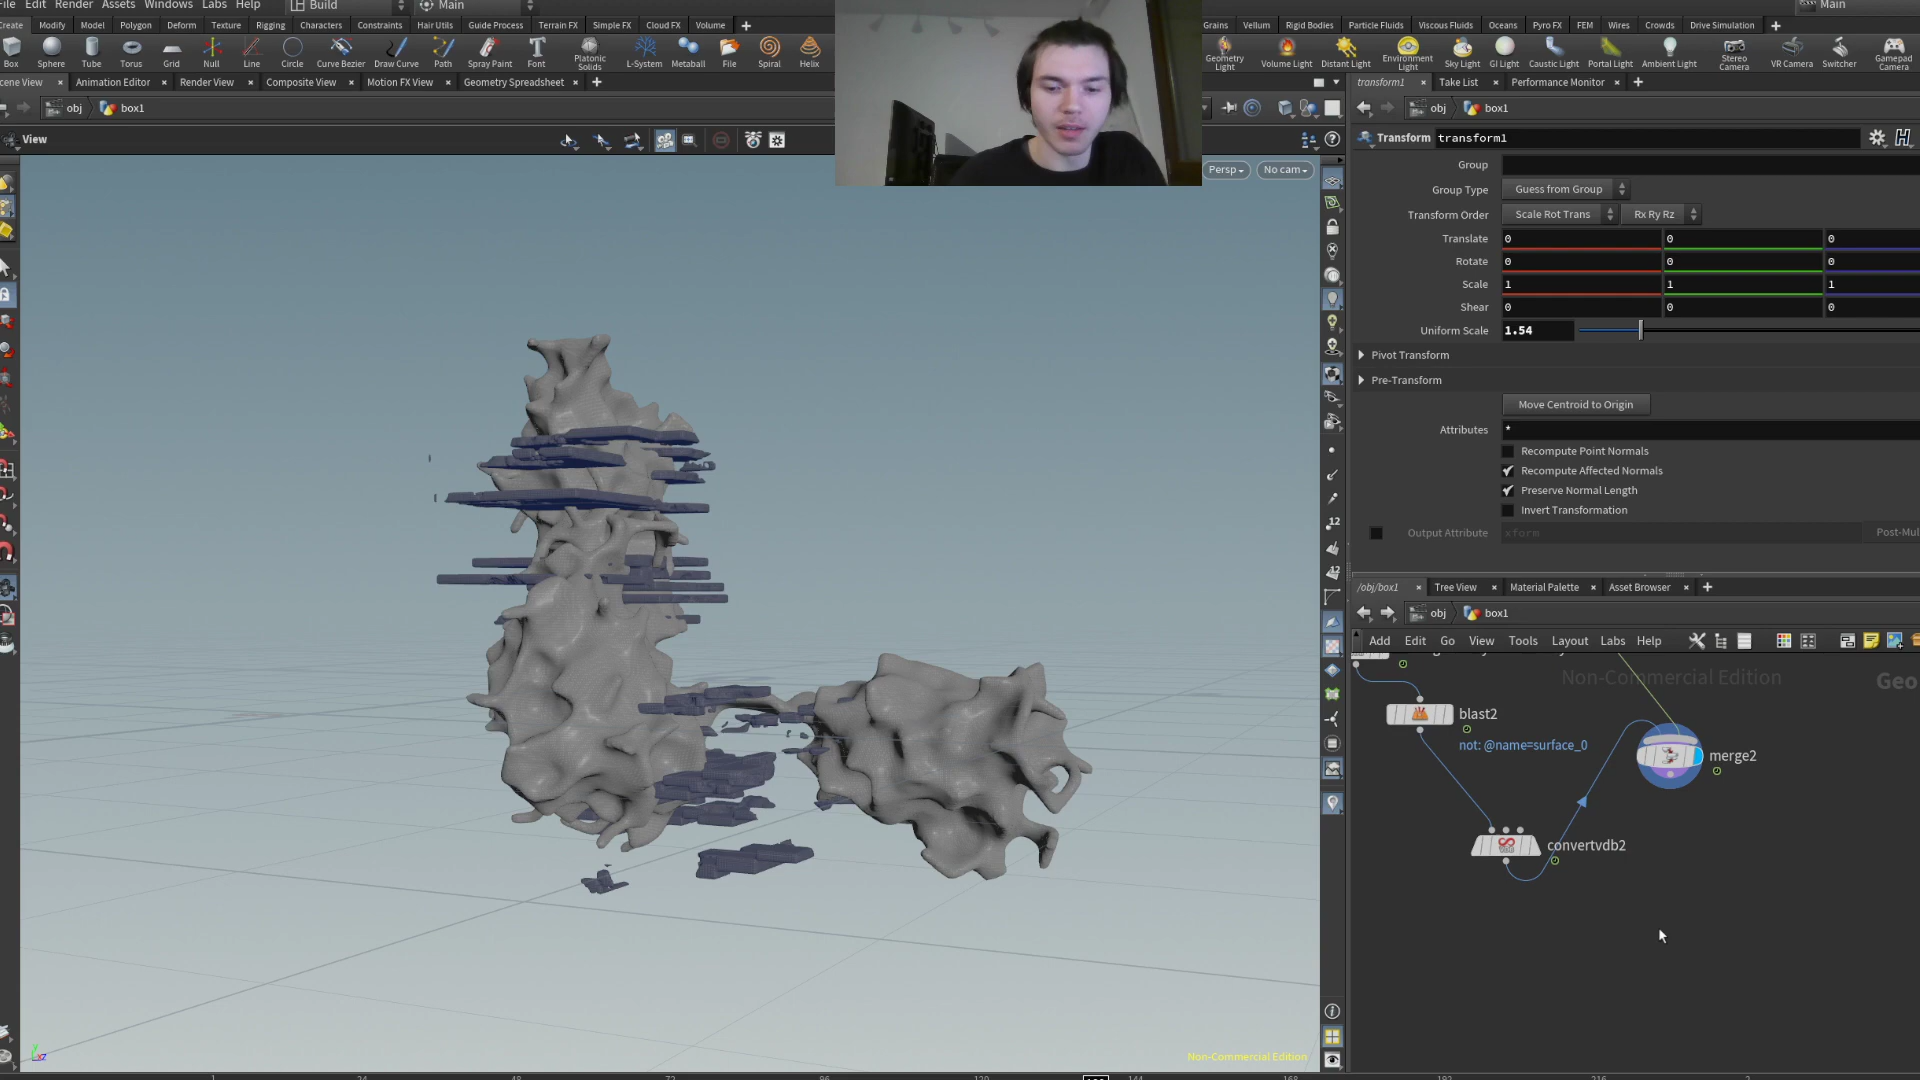 File Edit Render Assets Windows Labs Help Build Main Main
Create Modify Model Polygon Deform Texture Rigging Characters Constraints Hair Utils Guide Process Terrain FX Simple FX Cloud FX Volume
Grains Vellum Rigid Bodies Particle Fluids Viscous Fluids Oceans Pyro FX FEM Wires Crowds Drive Simulation
Box Sphere Tube Torus Grid Null Line Circle Curve Bezier Draw Curve Path Spray Paint Font Platonic Solids L-System Metaball File Spiral Helix
Geometry Light Volume Light Distant Light Environment Light Sky Light GI Light Caustic Light Portal Light Ambient Light Stereo Camera VR Camera Switcher Gamepad Camera
cene View Animation Editor Render View Composite View Motion FX View Geometry Spreadsheet
transform1 Take List Performance Monitor
obj box1
obj box1
View
Persp No cam
Transform transform1
Group
Group Type Guess from Group
Transform Order Scale Rot Trans Rx Ry Rz
Translate 0 0 0
Rotate 0 0 0
Scale 1 1 1
Shear 0 0 0
Uniform Scale 1.54
Pivot Transform
Pre-Transform
Move Centroid to Origin
Attributes *
Recompute Point Normals
Recompute Affected Normals
Preserve Normal Length
Invert Transformation
Output Attribute xform Post-Mul
/obj/box1 Tree View Material Palette Asset Browser
obj box1
Add Edit Go View Tools Layout Labs Help
Non-Commercial Edition Geo
blast2
not: @name=surface_0
merge2
convertvdb2
12
12
Non-Commercial Edition